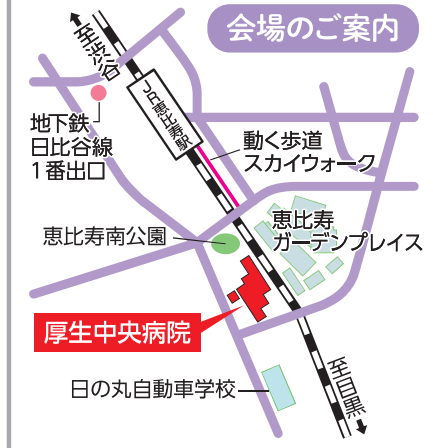 会場のご案内
至渋谷
JR恵比寿駅
地下鉄
日比谷線
1番出口
動く歩道
スカイウォーク
恵比寿
ガーデンプレイス
恵比寿南公園
厚生中央病院
日の丸自動車学校
至目黒